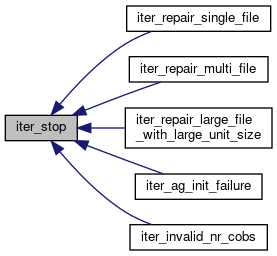 iter_repair_single_file
iter_repair_multi_file
iter_stop
iter_repair_large_file
_with_large_unit_size
iter_ag_init_failure
iter_invalid_nr_cobs